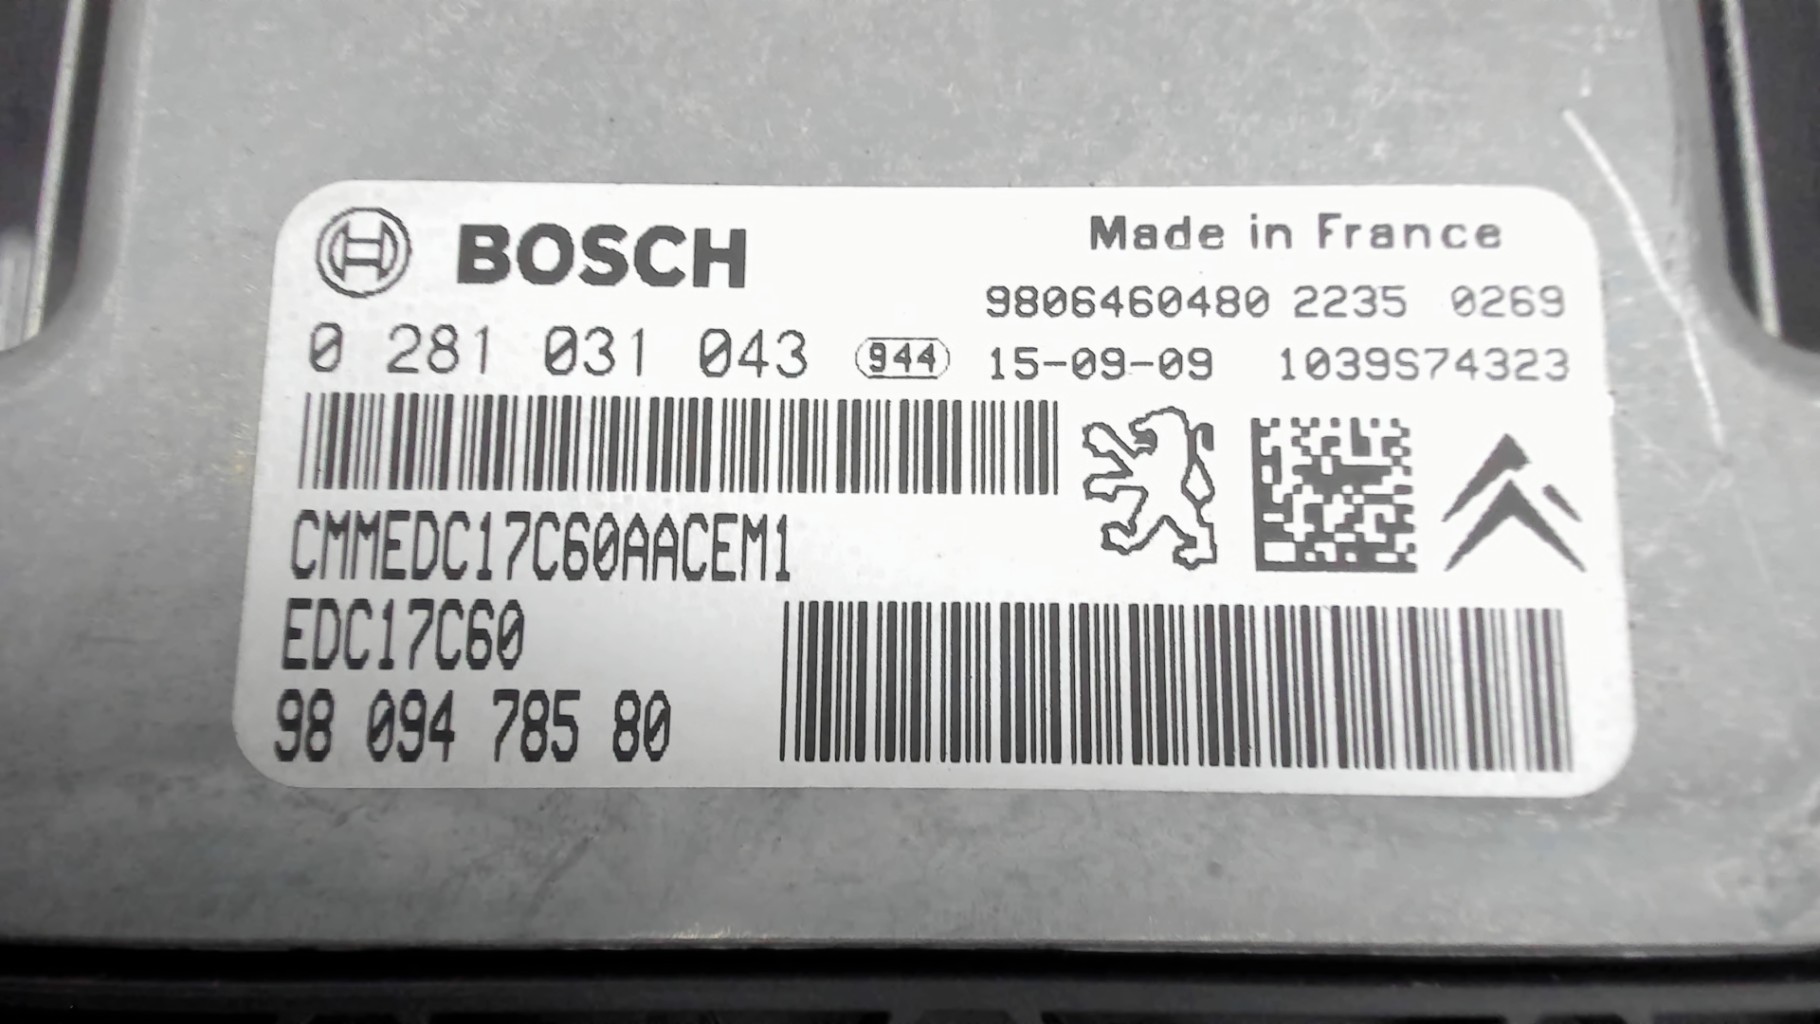 BOSCH
Made in France
9806460480 2235 0269
0 281 031 043 944 15-09-09 1039S74323
CMMEDC17C60AACEM1
EDC17C60
98 094 785 80